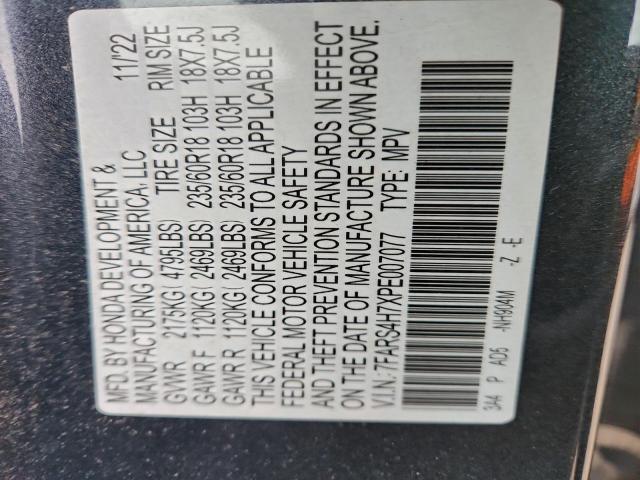 MFD. BY HONDA DEVELOPMENT & 11/22
MANUFACTURING OF AMERICA, LLC
GVWR 2175KG( 4795LBS) TIRE SIZE RIM SIZE
GAWR F 1120KG( 2469LBS) 235/60R18 103H 18X7.5J
GAWR R 1120KG( 2469LBS) 235/60R18 103H 18X7.5J
THIS VEHICLE CONFORMS TO ALL APPLICABLE
FEDERAL MOTOR VEHICLE SAFETY
AND THEFT PREVENTION STANDARDS IN EFFECT
ON THE DATE OF MANUFACTURE SHOWN ABOVE.
V.I.N.: 7FARS4H7XPE007077 TYPE: MPV
3A4 P AD5 -NH904M -Z -E